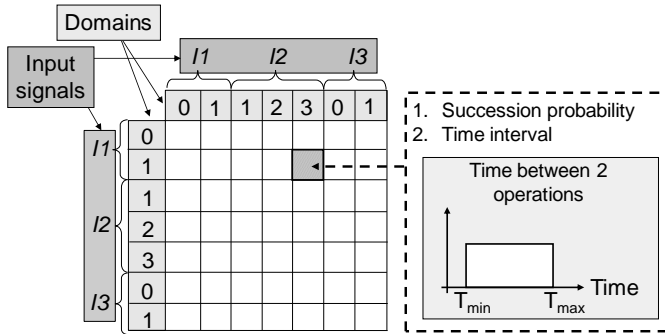 Domains
Input
signals
I1 I2 I3
0 1 1 2 3 0 1
I1
0
1
I2
1
2
3
I3
0
1
1. Succession probability
2. Time interval
Time between 2
operations
Time
Tmin Tmax